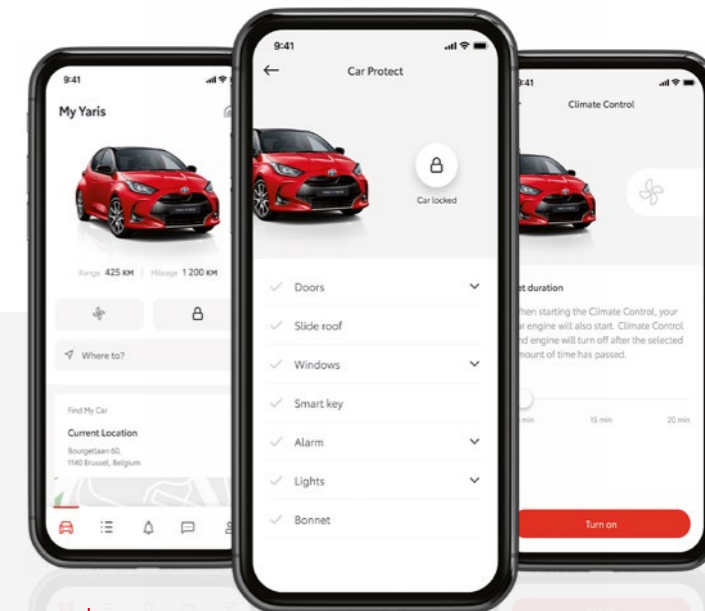 9:41
My Yaris
Range 425 KM | Mileage 1 200 KM
Where to?
Find My Car
Current Location
Bourgetlaan 60,
1140 Brussel, Belgium
9:41
Car Protect
Car locked
Doors
Slide roof
Windows
Smart key
Alarm
Lights
Bonnet
9:41
Climate Control
duration
starting the Climate Control, your
engine will also start. Climate Control
engine will turn off after the selected
of time has passed.
min
15 min
20 min
Turn on